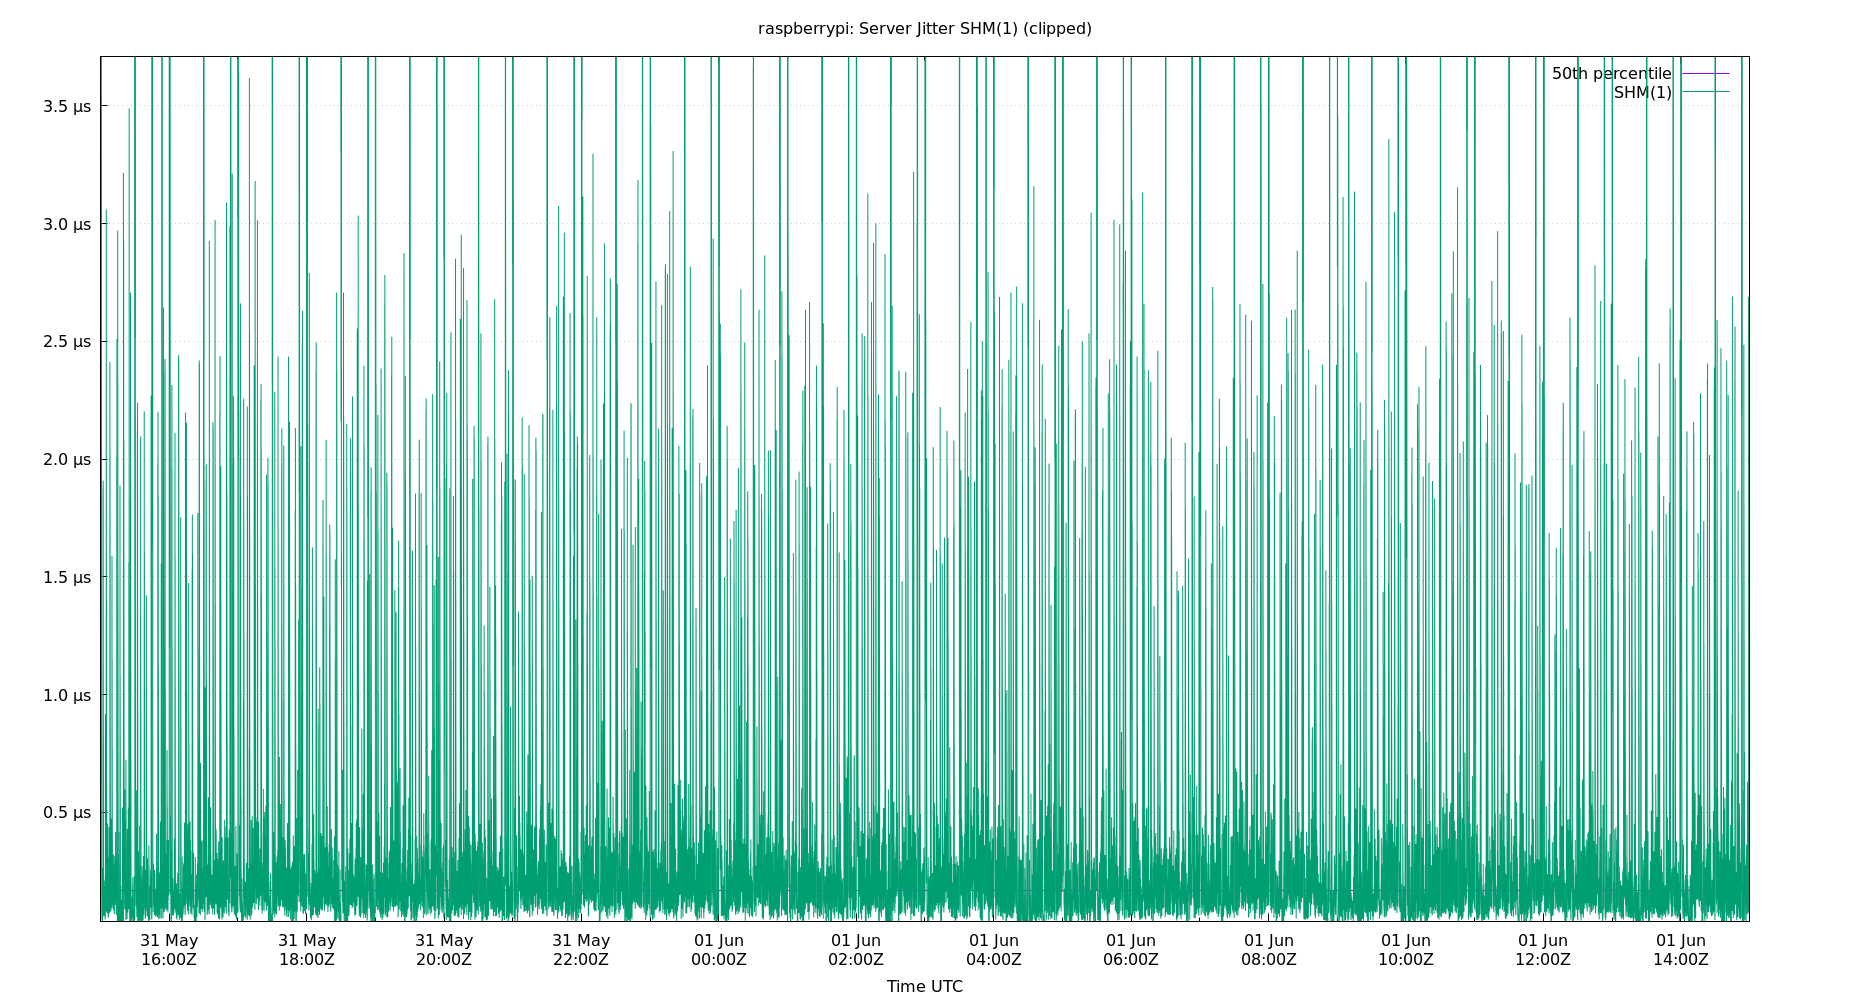 raspberrypi: Server Jitter SHM(1) (clipped)
50th percentile
SHM(1)
3.5 µs
3.0 µs
2.5 µs
2.0 µs
1.5 µs
1.0 µs
0.5 µs
31 May 31 May 31 May 31 May 01 Jun 01 Jun 01 Jun 01 Jun 01 Jun 01 Jun 01 Jun 01 Jun
16:00Z 18:00Z 20:00Z 22:00Z 00:00Z 02:00Z 04:00Z 06:00Z 08:00Z 10:00Z 12:00Z 14:00Z
Time UTC